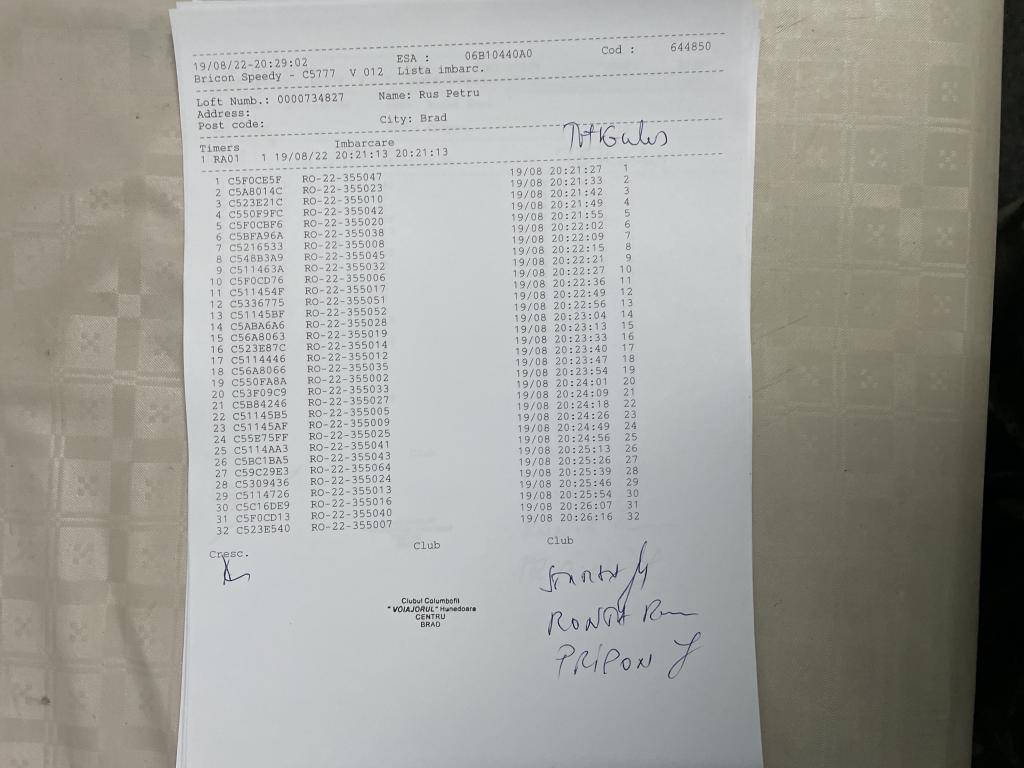 19/08/22-20:29:02 ESA : 06B10440A0 Cod : 644850
Bricon Speedy - C5777 V 012 Lista imbarc.
Loft Numb.: 0000734827 Name: Rus Petru
Address:
Post code: City: Brad
Timers Imbarcare
1 RA01 1 19/08/22 20:21:13 20:21:13
1 C5F0CE5F RO-22-355047 19/08 20:21:27 1
2 C5A8014C RO-22-355023 19/08 20:21:33 2
3 C523E21C RO-22-355010 19/08 20:21:42 3
4 C550F9FC RO-22-355042 19/08 20:21:49 4
5 C5F0CBF6 RO-22-355020 19/08 20:21:55 5
6 C5BFA96A RO-22-355038 19/08 20:22:02 6
7 C5216533 RO-22-355008 19/08 20:22:09 7
8 C548B3A9 RO-22-355045 19/08 20:22:15 8
9 C511463A RO-22-355032 19/08 20:22:21 9
10 C5F0CD76 RO-22-355006 19/08 20:22:27 10
11 C511454F RO-22-355017 19/08 20:22:36 11
12 C5336775 RO-22-355051 19/08 20:22:49 12
13 C51145BF RO-22-355052 19/08 20:22:56 13
14 C5ABA6A6 RO-22-355028 19/08 20:23:04 14
15 C56A8063 RO-22-355019 19/08 20:23:13 15
16 C523E87C RO-22-355014 19/08 20:23:33 16
17 C5114446 RO-22-355012 19/08 20:23:40 17
18 C56A8066 RO-22-355035 19/08 20:23:47 18
19 C550FA8A RO-22-355002 19/08 20:23:54 19
20 C53F09C9 RO-22-355033 19/08 20:24:01 20
21 C5B84246 RO-22-355027 19/08 20:24:09 21
22 C51145B5 RO-22-355005 19/08 20:24:18 22
23 C51145AF RO-22-355009 19/08 20:24:26 23
24 C55E75FF RO-22-355025 19/08 20:24:49 24
25 C5114AA3 RO-22-355041 19/08 20:24:56 25
26 C5BC1BA5 RO-22-355043 19/08 20:25:13 26
27 C59C29E3 RO-22-355064 19/08 20:25:26 27
28 C5309436 RO-22-355024 19/08 20:25:39 28
29 C5114726 RO-22-355013 19/08 20:25:46 29
30 C5C16DE9 RO-22-355016 19/08 20:25:54 30
31 C5F0CD13 RO-22-355040 19/08 20:26:07 31
32 C523E540 RO-22-355007 19/08 20:26:16 32
Cresc. Club Club
Clubul Columbofil
"VOIAJORUL" Hunedoara
CENTRU
BRAD
PRIPON